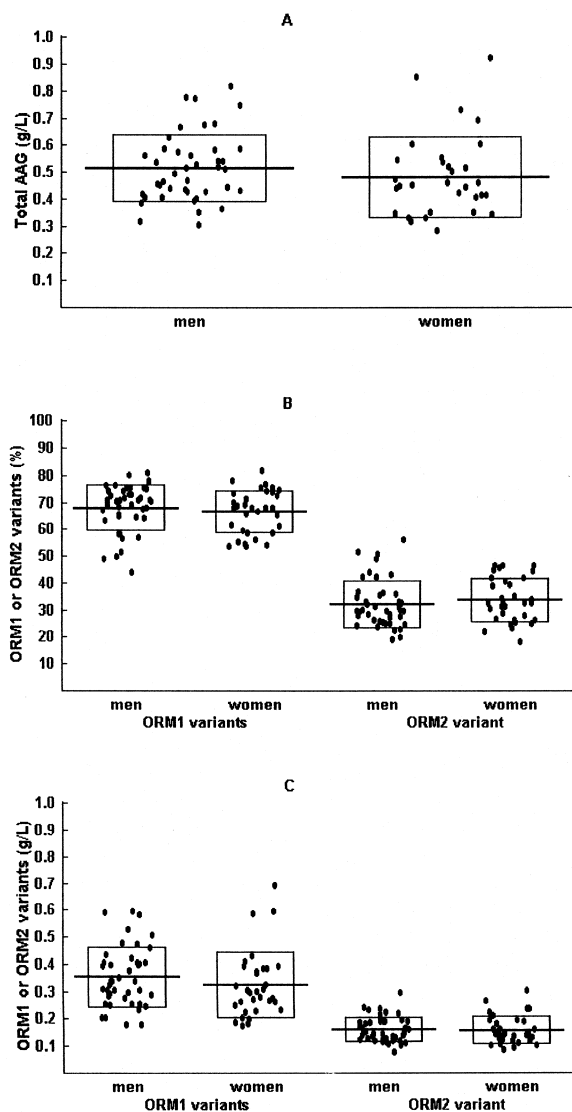 A
Total AAG (g/L)
1.0
0.9
0.8
0.7
0.6
0.5
0.4
0.3
0.2
0.1
men women
B
ORM1 or ORM2 variants (%)
100
90
80
70
60
50
40
30
20
10
men women men women
ORM1 variants ORM2 variant
C
ORM1 or ORM2 variants (g/L)
1.0
0.9
0.8
0.7
0.6
0.5
0.4
0.3
0.2
0.1
men women men women
ORM1 variants ORM2 variant